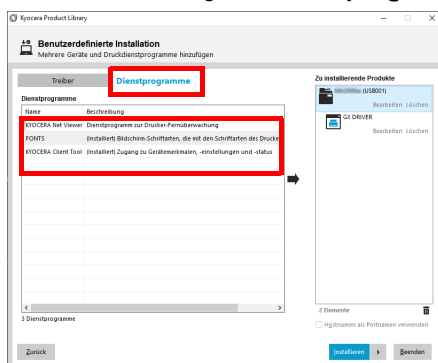 Kyocera Product Library
Benutzerdefinierte Installation
Mehrere Geräte und Druckdienstprogramme hinzufügen
Treiber
Dienstprogramme
Dienstprogramme
Name Beschreibung
KYOCERA Net Viewer Dienstprogramm zur Drucker-Fernüberwachung
FONTS (Installiert) Bildschirm-Schriftarten, die mit den Schriftarten des Drucke
KYOCERA Client Tool (Installiert) Zugang zu Gerätemerkmalen, -einstellungen und -status
3 Dienstprogramme
Zu installierende Produkte
(USB001)
Bearbeiten Löschen
GX DRIVER
Bearbeiten Löschen
2 Elemente
Hostnamen als Portnamen verwenden
Zurück
Installieren
Beenden